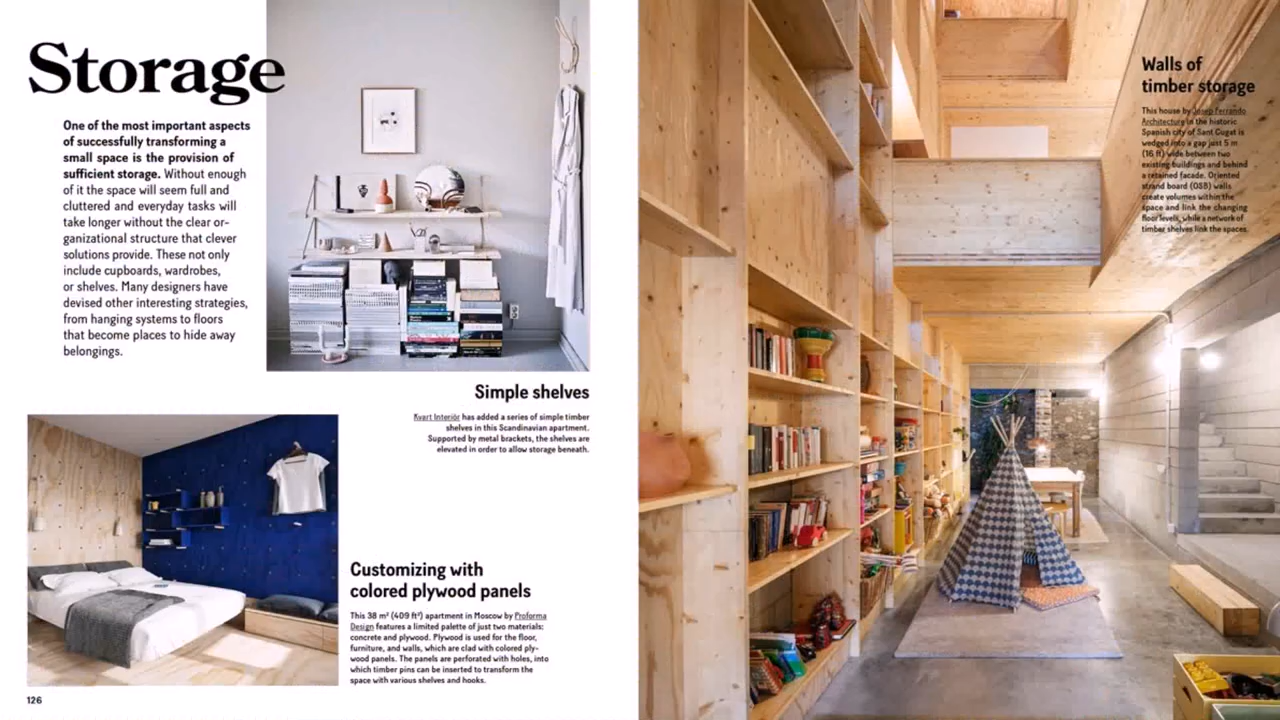 Storage
One of the most important aspects
of successfully transforming a
small space is the provision of
sufficient storage. Without enough
of it the space will seem full and
cluttered and everyday tasks will
take longer without the clear or-
ganizational structure that clever
solutions provide. These not only
include cupboards, wardrobes,
or shelves. Many designers have
devised other interesting strategies,
from hanging systems to floors
that become places to hide away
belongings.
Simple shelves
Kvart Interiör has added a series of simple timber
shelves in this Scandinavian apartment.
Supported by metal brackets, the shelves are
elevated in order to allow storage beneath.
Customizing with
colored plywood panels
This 38 m² (409 ft²) apartment in Moscow by Proforma
Design features a limited palette of just two materials:
concrete and plywood. Plywood is used for the floor,
furniture, and walls, which are clad with colored ply-
wood panels. The panels are perforated with holes, into
which timber pins can be inserted to transform the
space with various shelves and hooks.
126
Walls of
timber storage
This house by Josep Ferrando
Architecture in the historic
Spanish city of Sant Cugat is
wedged into a gap just 5 m
(16 ft) wide between two
existing buildings and behind
a retained facade. Oriented
strand board (OSB) walls
create volumes within the
space and link the changing
floor levels, while a network of
timber shelves link the spaces.